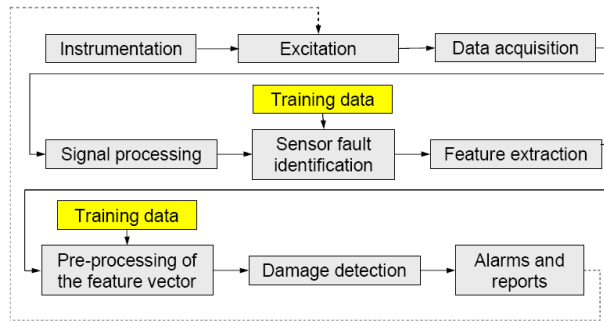 Instrumentation
Excitation
Data acquisition
Training data
Signal processing
Sensor fault
identification
Feature extraction
Training data
Pre-processing of
the feature vector
Damage detection
Alarms and
reports